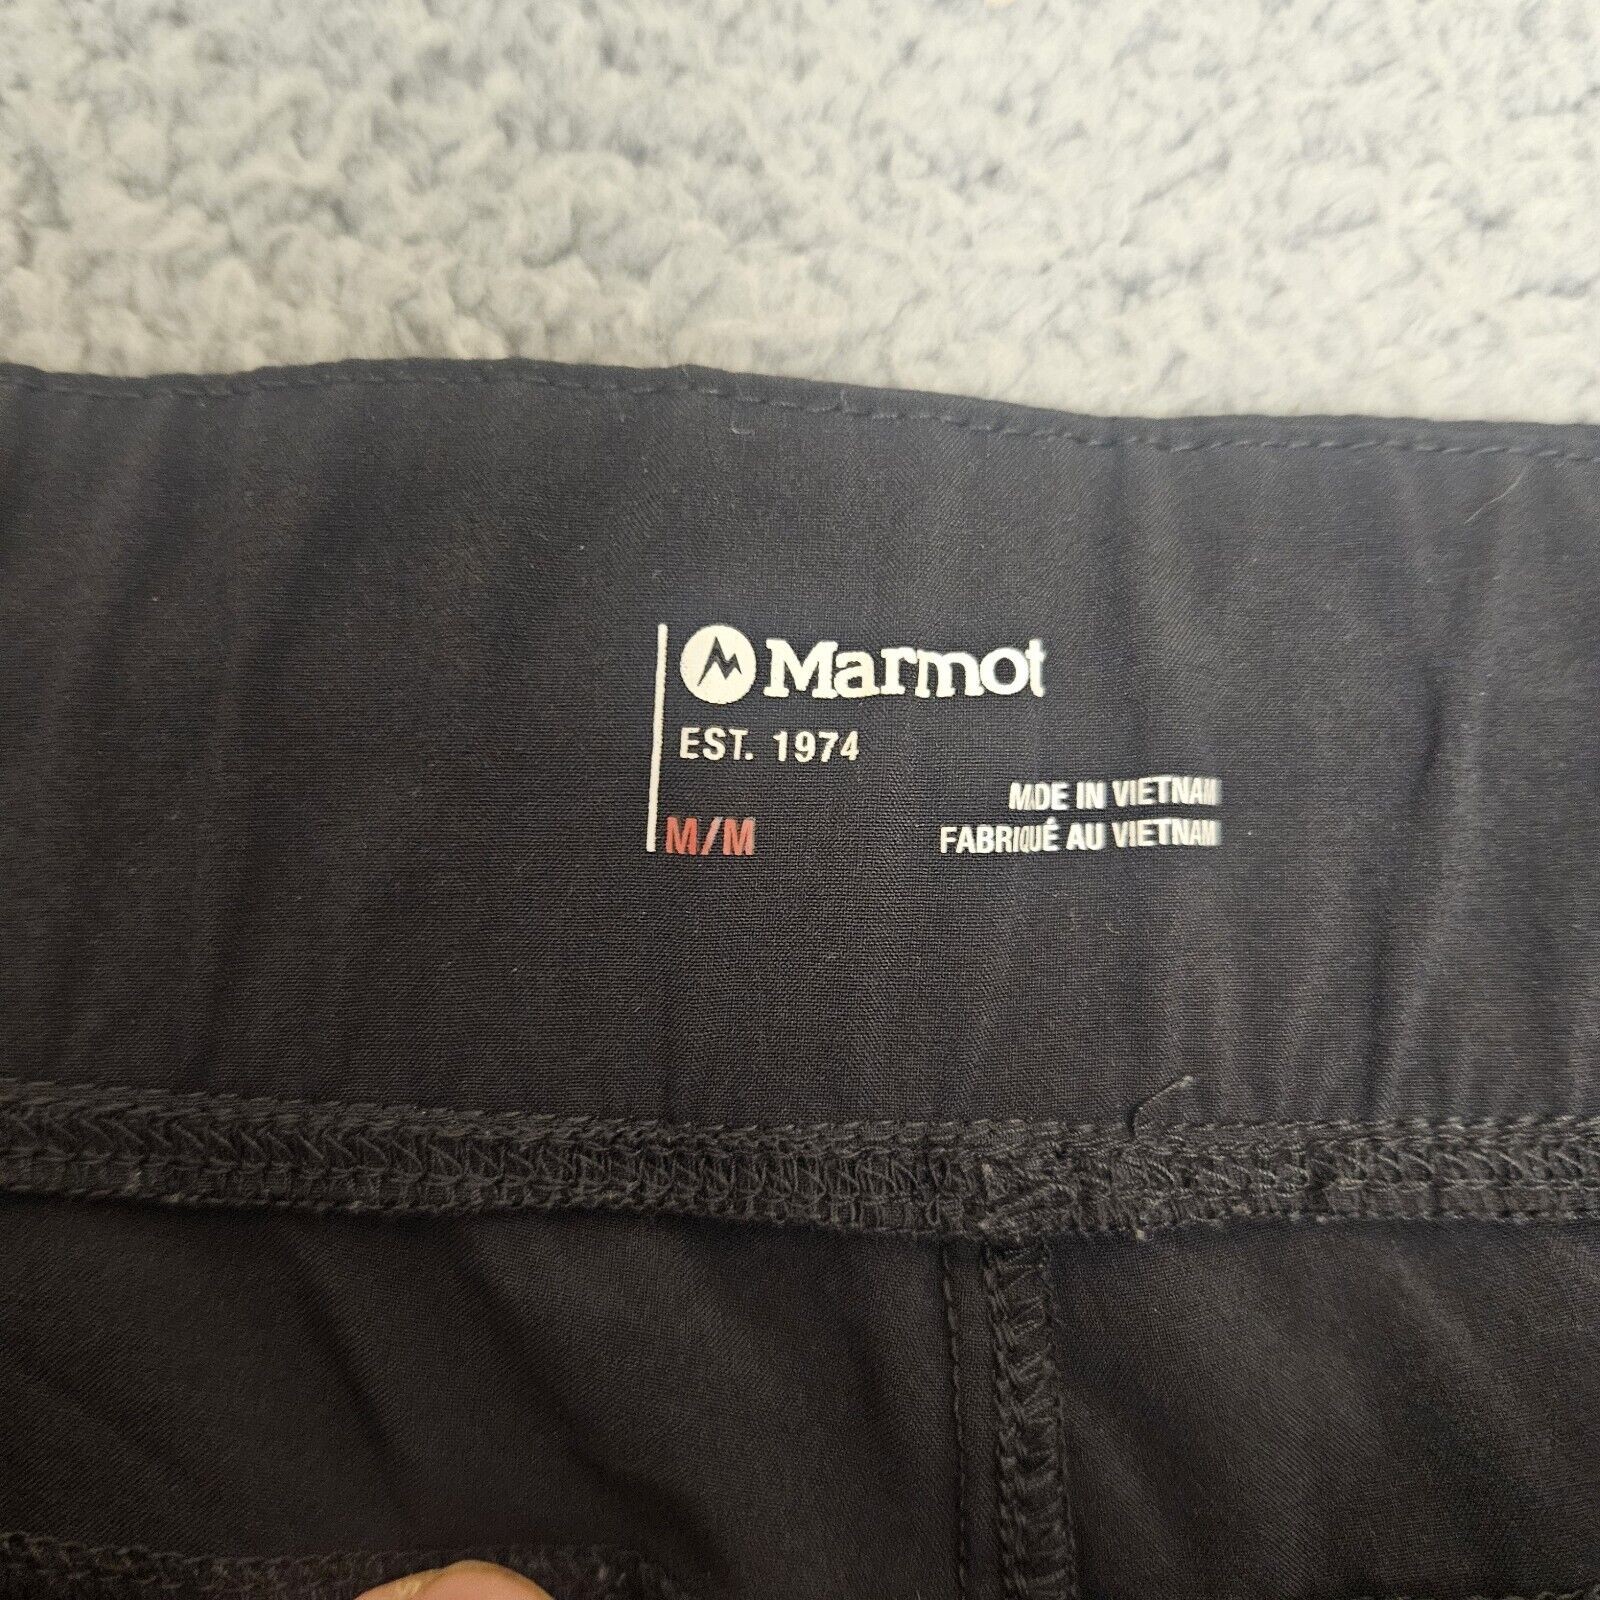 Marmot
EST. 1974
MADE IN VIETNAM
M/M
FABRIQUÉ AU VIETNAM